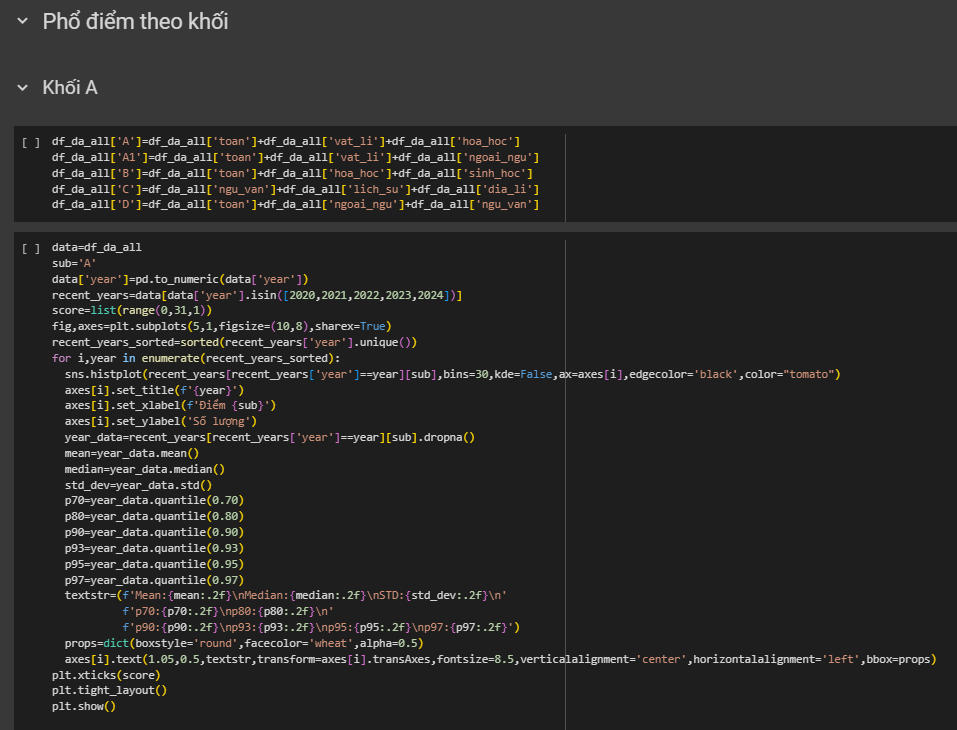 Phổ điểm theo khối
Khối A
[ ] df_da_all['A']=df_da_all['toan']+df_da_all['vat_li']+df_da_all['hoa_hoc']
df_da_all['A1']=df_da_all['toan']+df_da_all['vat_li']+df_da_all['ngoai_ngu']
df_da_all['B']=df_da_all['toan']+df_da_all['hoa_hoc']+df_da_all['sinh_hoc']
df_da_all['C']=df_da_all['ngu_van']+df_da_all['lich_su']+df_da_all['dia_li']
df_da_all['D']=df_da_all['toan']+df_da_all['ngoai_ngu']+df_da_all['ngu_van']
[ ] data=df_da_all
sub='A'
data['year']=pd.to_numeric(data['year'])
recent_years=data[data['year'].isin([2020,2021,2022,2023,2024])]
score=list(range(0,31,1))
fig,axes=plt.subplots(5,1,figsize=(10,8),sharex=True)
recent_years_sorted=sorted(recent_years['year'].unique())
for i,year in enumerate(recent_years_sorted):
  sns.histplot(recent_years[recent_years['year']==year][sub],bins=30,kde=False,ax=axes[i],edgecolor='black',color="tomato")
  axes[i].set_title(f'{year}')
  axes[i].set_xlabel(f'Điểm {sub}')
  axes[i].set_ylabel('Số lượng')
  year_data=recent_years[recent_years['year']==year][sub].dropna()
  mean=year_data.mean()
  median=year_data.median()
  std_dev=year_data.std()
  p70=year_data.quantile(0.70)
  p80=year_data.quantile(0.80)
  p90=year_data.quantile(0.90)
  p93=year_data.quantile(0.93)
  p95=year_data.quantile(0.95)
  p97=year_data.quantile(0.97)
  textstr=(f'Mean:{mean:.2f}\nMedian:{median:.2f}\nSTD:{std_dev:.2f}\n'
           f'p70:{p70:.2f}\np80:{p80:.2f}\n'
           f'p90:{p90:.2f}\np93:{p93:.2f}\np95:{p95:.2f}\np97:{p97:.2f}')
  props=dict(boxstyle='round',facecolor='wheat',alpha=0.5)
  axes[i].text(1.05,0.5,textstr,transform=axes[i].transAxes,fontsize=8.5,verticalalignment='center',horizontalalignment='left',bbox=props)
plt.xticks(score)
plt.tight_layout()
plt.show()